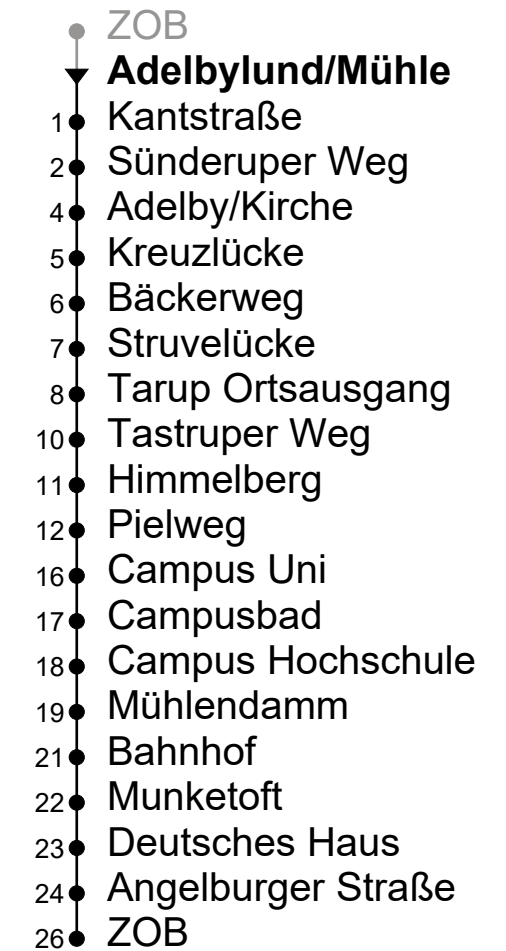 ZOB
Adelbylund/Mühle
1 Kantstraße
2 Sünderuper Weg
4 Adelby/Kirche
5 Kreuzlücke
6 Bäckerweg
7 Struvelücke
8 Tarup Ortsausgang
10 Tastruper Weg
11 Himmelberg
12 Pielweg
16 Campus Uni
17 Campusbad
18 Campus Hochschule
19 Mühlendamm
21 Bahnhof
22 Munketoft
23 Deutsches Haus
24 Angelburger Straße
26 ZOB